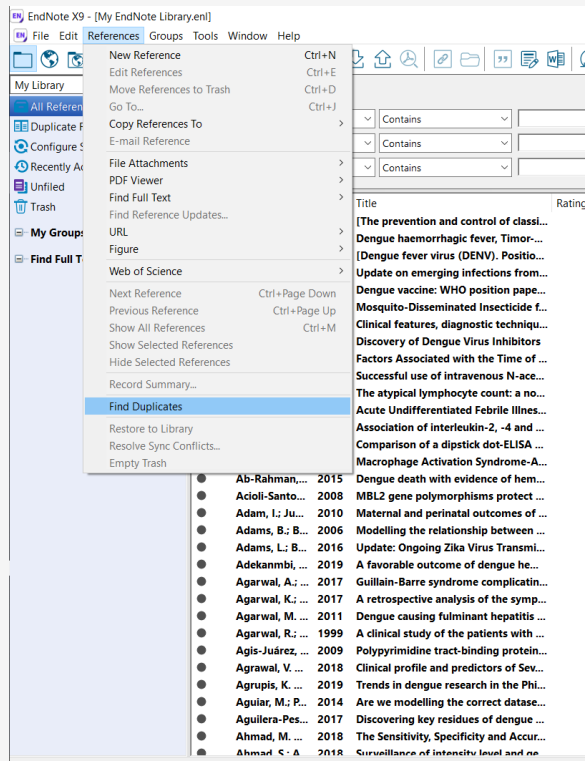 EndNote X9 - [My EndNote Library.enl]
File Edit References Groups Tools Window Help
My Library
All Referen
Duplicate R
Configure S
Recently Ad
Unfiled
Trash
My Groups
Find Full T
New Reference Ctrl+N
Edit References Ctrl+E
Move References to Trash Ctrl+D
Go To... Ctrl+J
Copy References To
E-mail Reference
File Attachments
PDF Viewer
Find Full Text
Find Reference Updates...
URL
Figure
Web of Science
Next Reference Ctrl+Page Down
Previous Reference Ctrl+Page Up
Show All References Ctrl+M
Show Selected References
Hide Selected References
Record Summary...
Find Duplicates
Restore to Library
Resolve Sync Conflicts...
Empty Trash
Contains
Contains
Contains
Title Rating
[The prevention and control of classi...
Dengue haemorrhagic fever, Timor-...
[Dengue fever virus (DENV). Positio...
Update on emerging infections from...
Dengue vaccine: WHO position pape...
Mosquito-Disseminated Insecticide f...
Clinical features, diagnostic techniqu...
Discovery of Dengue Virus Inhibitors
Factors Associated with the Time of ...
Successful use of intravenous N-ace...
The atypical lymphocyte count: a no...
Acute Undifferentiated Febrile Illnes...
Association of interleukin-2, -4 and ...
Comparison of a dipstick dot-ELISA ...
Macrophage Activation Syndrome-A...
Ab-Rahman,... 2015 Dengue death with evidence of hem...
Acioli-Santo... 2008 MBL2 gene polymorphisms protect ...
Adam, I.; Ju... 2010 Maternal and perinatal outcomes of ...
Adams, B.; B... 2006 Modelling the relationship between ...
Adams, L.; B... 2016 Update: Ongoing Zika Virus Transmi...
Adekanmbi, ... 2019 A favorable outcome of dengue he...
Agarwal, A.; ... 2017 Guillain-Barre syndrome complicatin...
Agarwal, K.; ... 2017 A retrospective analysis of the symp...
Agarwal, M. ... 2011 Dengue causing fulminant hepatitis ...
Agarwal, R.; ... 1999 A clinical study of the patients with ...
Agis-Juárez, ... 2009 Polypyrimidine tract-binding protein...
Agrawal, V. ... 2018 Clinical profile and predictors of Sev...
Agrupis, K. ... 2019 Trends in dengue research in the Phi...
Aguiar, M.; P... 2014 Are we modelling the correct datase...
Aguilera-Pes... 2017 Discovering key residues of dengue ...
Ahmad, M. ... 2018 The Sensitivity, Specificity and Accur...
Ahmad, S.; A... 2018 Surveillance of intensity level and ge...